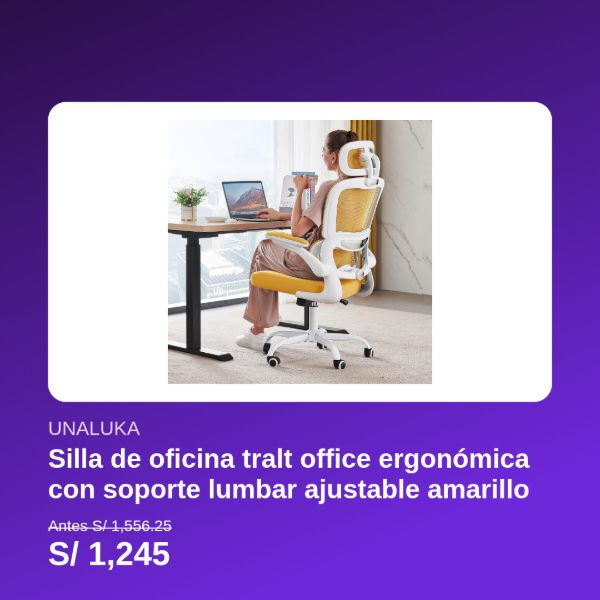 UNALUKA
Silla de oficina tralt office ergonómica
con soporte lumbar ajustable amarillo
Antes S/ 1,556.25
S/ 1,245